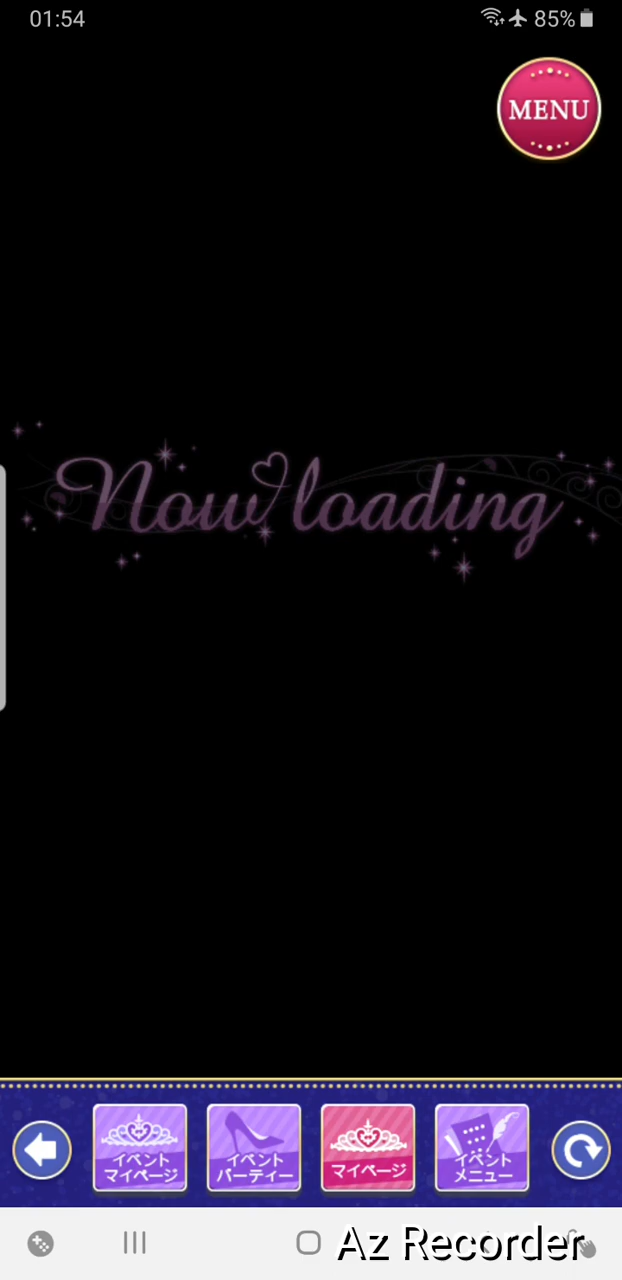 01:54
85%
MENU
Now loading
イベント
マイページ
イベント
パーティー
マイページ
イベント
メニュー
Az Recorder